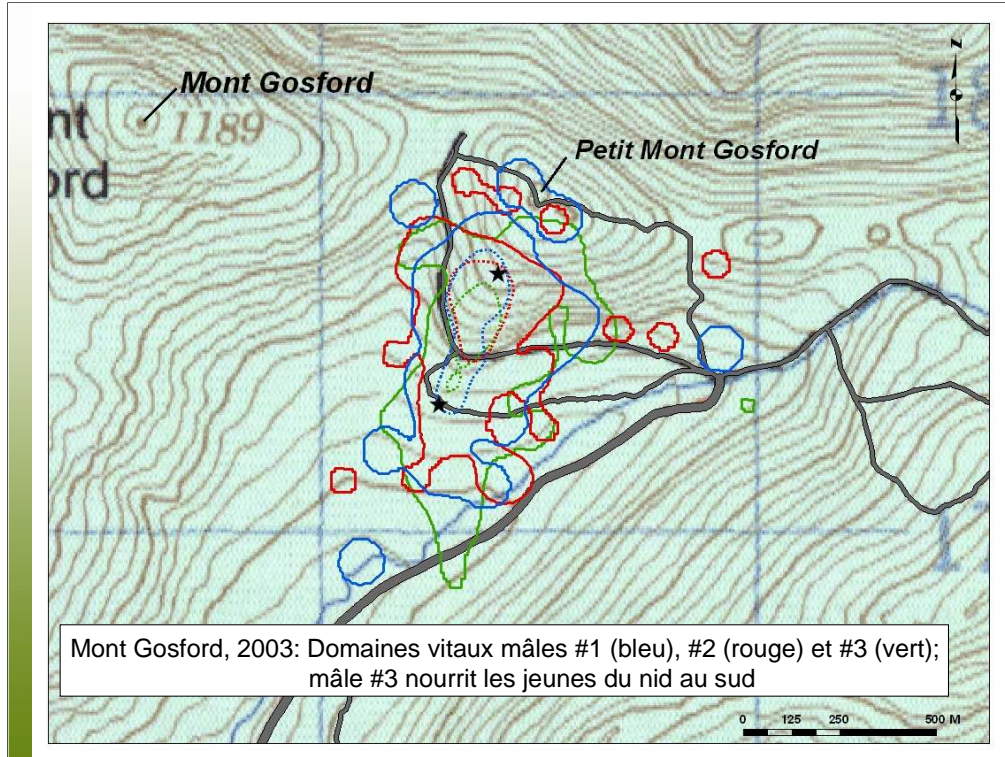 Mont Gosford
1189
nt
ord
Petit Mont Gosford
Mont Gosford, 2003: Domaines vitaux mâles #1 (bleu), #2 (rouge) et #3 (vert);
mâle #3 nourrit les jeunes du nid au sud
0 125 250 500 M